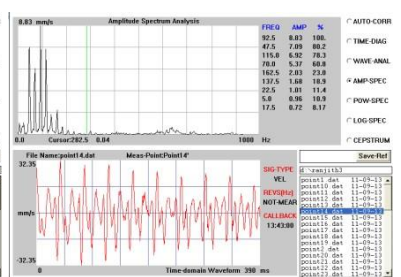 8.83 mm/s Amplitude Spectrum Analysis
FREQ AMP %
92.5 8.83 100.
47.5 7.09 80.2
115.0 6.92 78.3
70.0 5.37 60.8
162.5 2.03 23.0
137.5 1.68 18.9
22.5 1.01 11.4
5.0 0.96 10.9
17.5 0.72 8.17
0.0 Cursor:282.5 0.04 1000 Hz
AUTO-CORR
TIME-DIAG
WAVE-ANAL
AMP-SPEC
POW-SPEC
LOG-SPEC
CEPSTRUM
File Name:point14.dat Meas-Point:Point14'
32.35
mm/s
-32.35
0 Time-domain Waveform 398 ms
SIG-TYPE
VEL
REVS(Hz)
NOT-MEAR
CALLBACK
13:43:08
Save-Ref
d \ranjith3
point1 dat 11-09-13
point10 dat 11-09-13
point11 dat 11-09-13
point12 dat 11-09-13
point13 dat 11-09-13
point14 dat 11-09-13
point15 dat 11-09-13
point16 dat 11-09-13
point17 dat 11-09-13
point18 dat 11-09-13
point19 dat 11-09-13
point2 dat 11-09-13
point20 dat 11-09-13
point21 dat 11-09-13
point22 dat 11-09-13